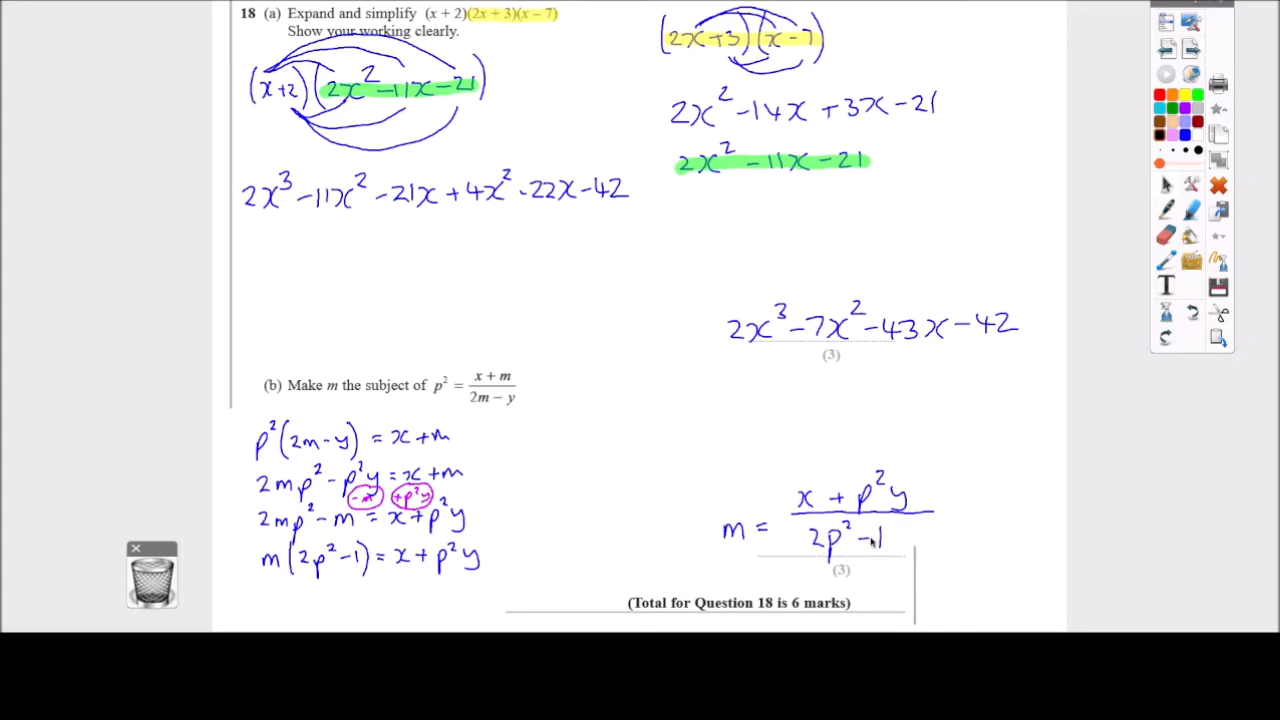 18 (a) Expand and simplify (x + 2)(2x + 3)(x – 7)
Show your working clearly.
(2x+3)(x-7)
(x+2)(2x² -11x -21)
2x² -14x +3x -21
2x² -11x -21
2x³ -11x² -21x +4x² -22x -42
2x³ -7x² -43x -42
(3)
(b) Make m the subject of p² = (x + m)/(2m – y)
p²(2m-y) = x+m
2mp² - p²y = x+m
-m +p²y
2mp² - m = x+p²y
m(2p²-1) = x+p²y
m = (x + p²y)/(2p² -1)
(3)
(Total for Question 18 is 6 marks)
T